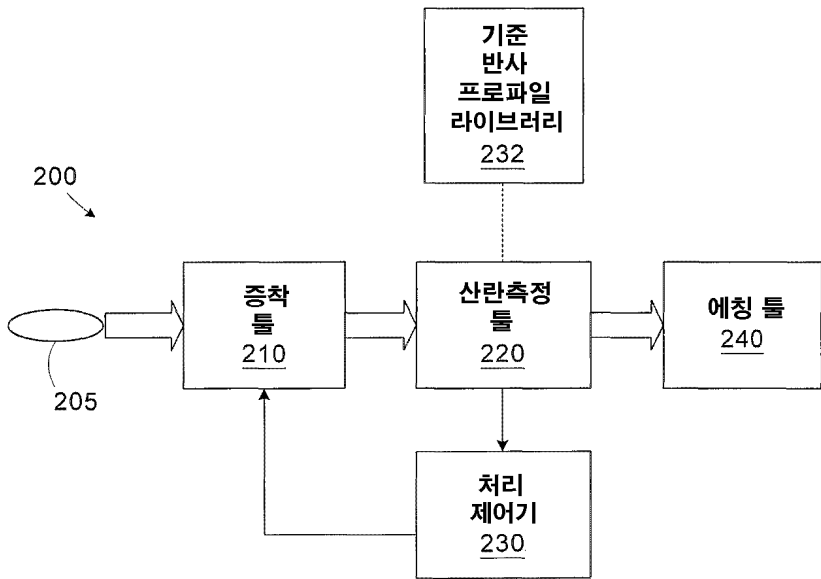 기준
반사
프로파일
라이브러리
232
200
증착
툴
210
산란측정
툴
220
에칭 툴
240
205
처리
제어기
230